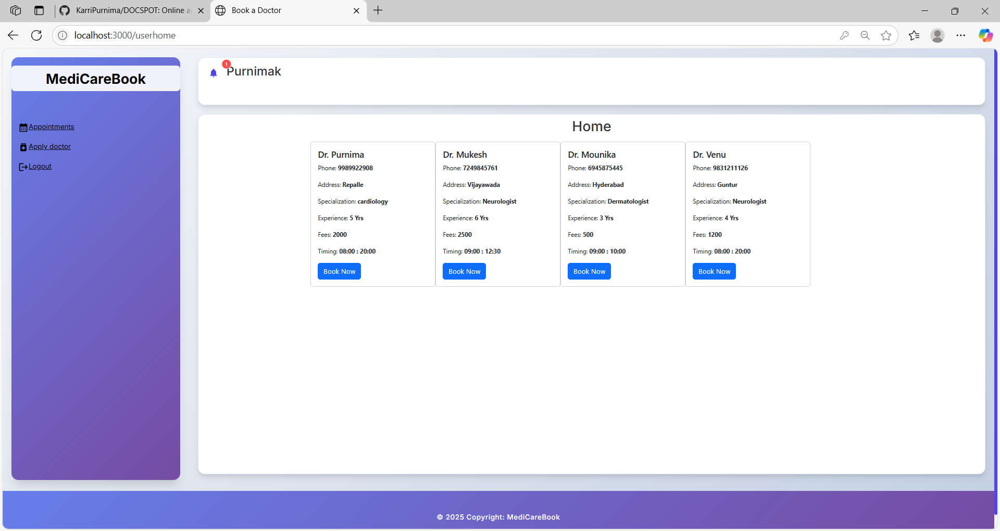 KarriPurnima/DOCSPOT: Online a
Book a Doctor
localhost:3000/userhome
MediCareBook
Appointments
Apply doctor
Logout
1
Purnimak
Home
Dr. Purnima
Phone: 9989922908
Address: Repalle
Specialization: cardiology
Experience: 5 Yrs
Fees: 2000
Timing: 08:00 : 20:00
Book Now
Dr. Mukesh
Phone: 7249845761
Address: Vijayawada
Specialization: Neurologist
Experience: 6 Yrs
Fees: 2500
Timing: 09:00 : 12:30
Book Now
Dr. Mounika
Phone: 6945875445
Address: Hyderabad
Specialization: Dermatologist
Experience: 3 Yrs
Fees: 500
Timing: 09:00 : 10:00
Book Now
Dr. Venu
Phone: 9831211126
Address: Guntur
Specialization: Neurologist
Experience: 4 Yrs
Fees: 1200
Timing: 08:00 : 20:00
Book Now
© 2025 Copyright: MediCareBook